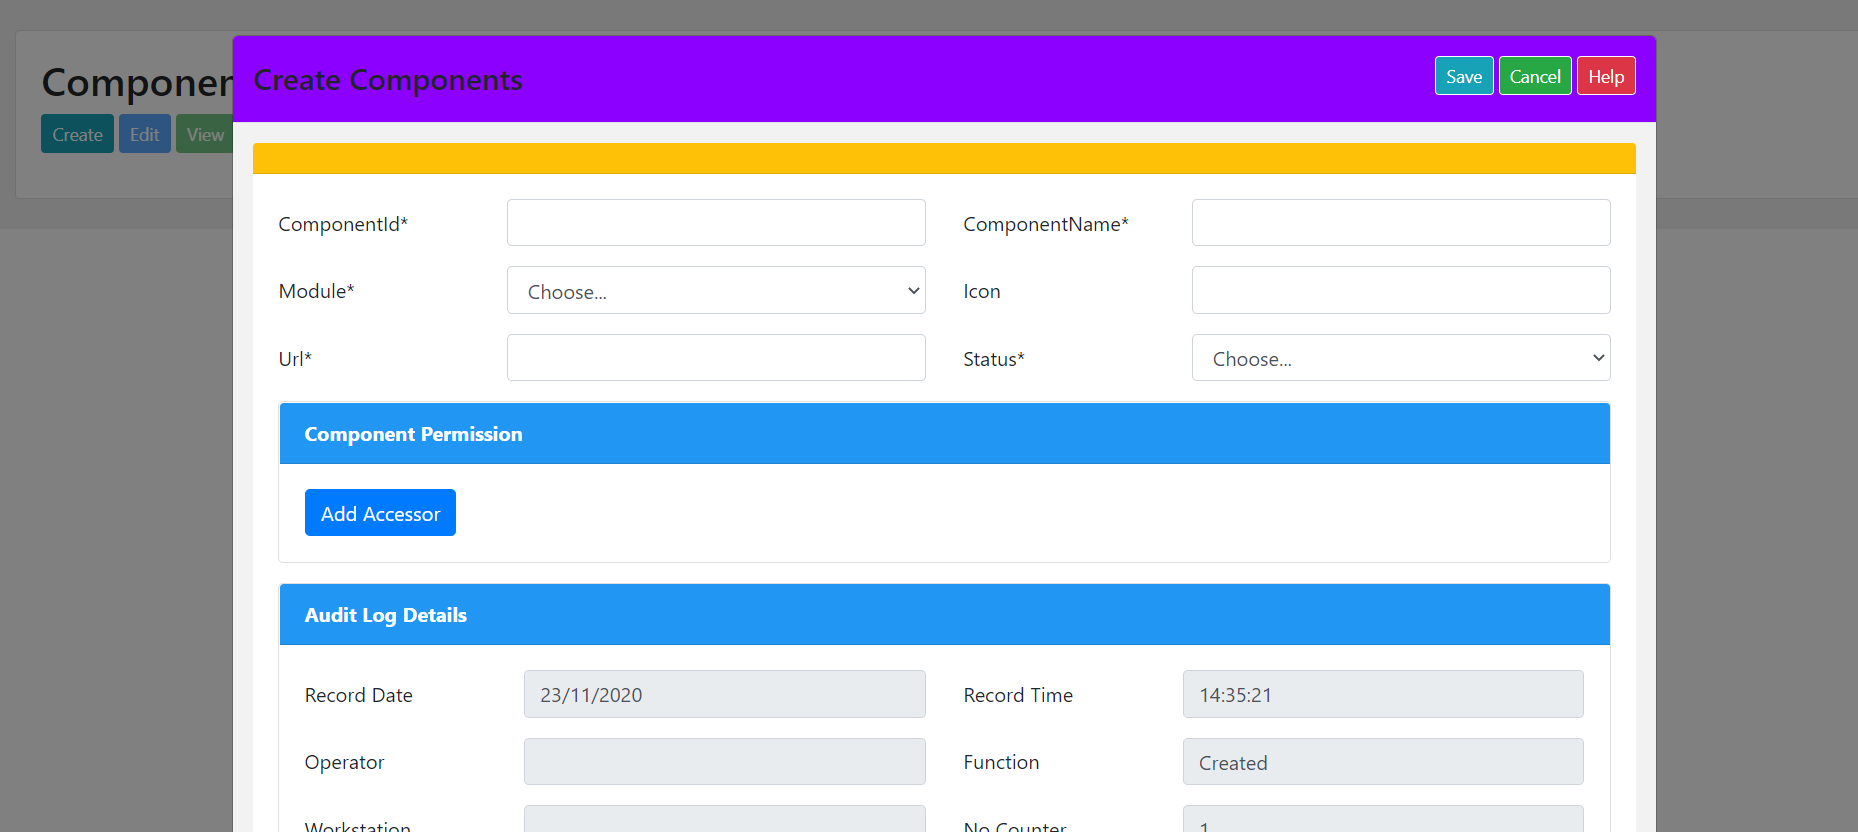 Componen
Create Edit View
Create Components
Save Cancel Help
ComponentId* ComponentName*
Module* Choose... Icon
Url* Status* Choose...
Component Permission
Add Accessor
Audit Log Details
Record Date 23/11/2020 Record Time 14:35:21
Operator Function Created
Workstation No Counter 1